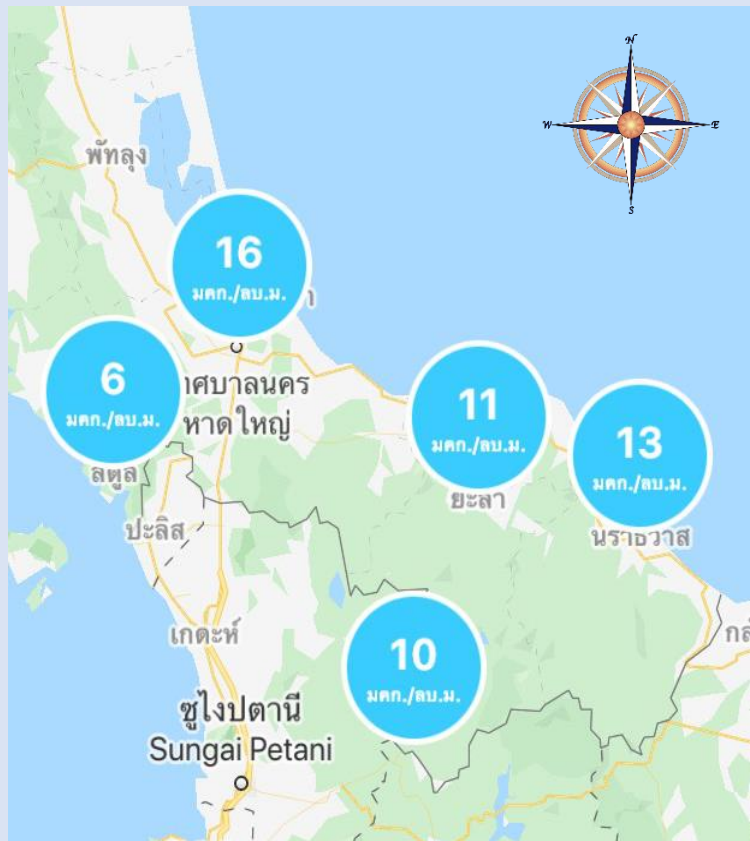 N
W
E
S
พัทลุง
16
มคก./ลบ.ม.
6
มคก./ลบ.ม.
าศบาลนคร
หาดใหญ่
11
มคก./ลบ.ม.
13
มคก./ลบ.ม.
สตูล
ยะลา
ปะลิส
นราธิวาส
เกดะห์
10
มคก./ลบ.ม.
ซูไงปตานี
Sungai Petani